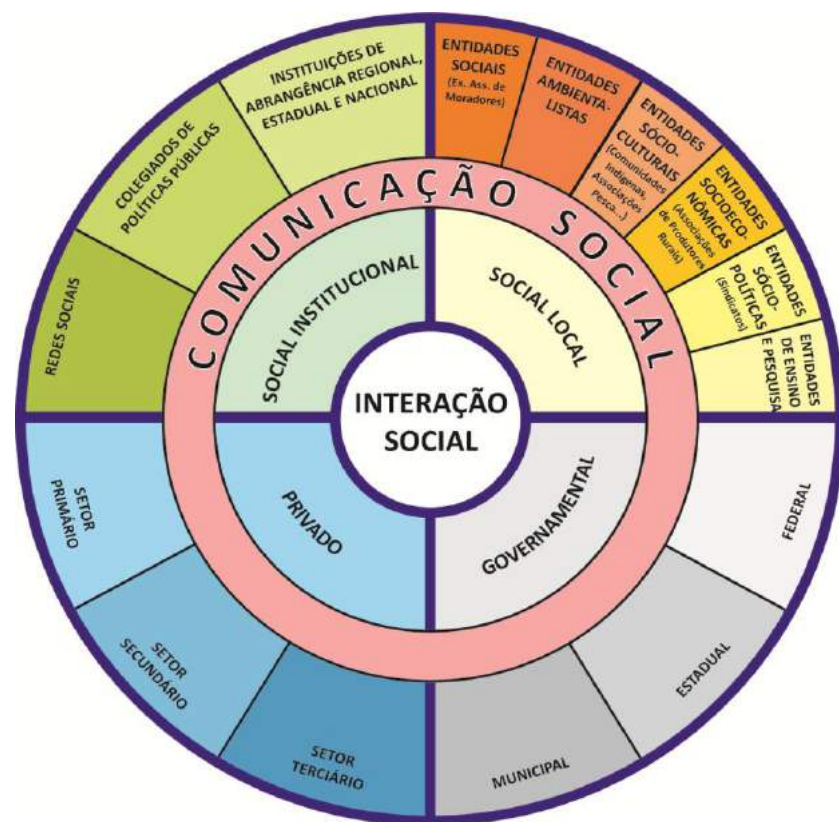 INTERAÇÃO
SOCIAL
COMUNICAÇÃO SOCIAL
SOCIAL INSTITUCIONAL
SOCIAL LOCAL
PRIVADO
GOVERNAMENTAL
REDES SOCIAIS
COLEGIADOS DE
POLÍTICAS PÚBLICAS
INSTITUIÇÕES DE
ABRANGÊNCIA REGIONAL,
ESTADUAL E NACIONAL
ENTIDADES
SOCIAIS
(Ex. Ass. de
Moradores)
ENTIDADES
AMBIENTA-
LISTAS
ENTIDADES
SÓCIO-
CULTURAIS
(Comunidades
Indígenas,
Associações
Pesca...)
ENTIDADES
SOCIOECO-
NÔMICAS
(Associações
de Produtores
Rurais)
ENTIDADES
SÓCIO-
POLÍTICAS
(Sindicatos)
ENTIDADES
DE ENSINO
E PESQUISA
FEDERAL
ESTADUAL
MUNICIPAL
SETOR
TERCIÁRIO
SETOR
SECUNDÁRIO
SETOR
PRIMÁRIO